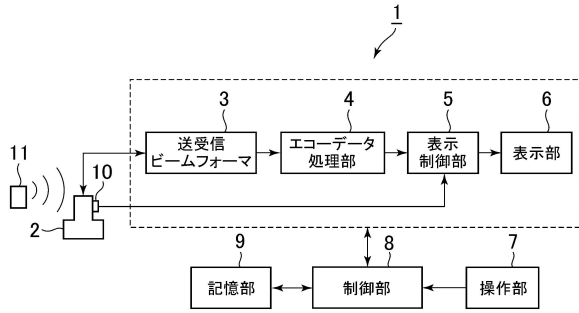 1
3
4
5
6
送受信
ビームフォーマ
エコーデータ
処理部
表示
制御部
表示部
11
10
2
9
8
7
記憶部
制御部
操作部